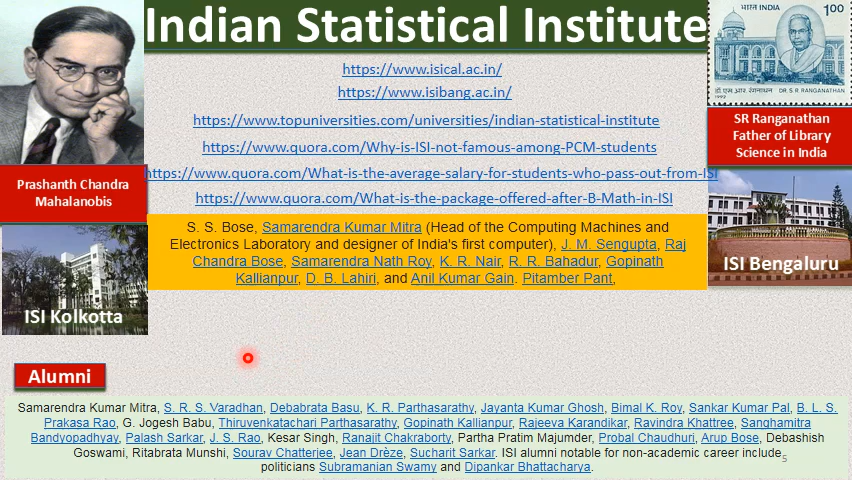 Indian Statistical Institute
https://www.isical.ac.in/
https://www.isibang.ac.in/
https://www.topuniversities.com/universities/indian-statistical-institute
https://www.quora.com/Why-is-ISI-not-famous-among-PCM-students
https://www.quora.com/What-is-the-average-salary-for-students-who-pass-out-from-ISI
https://www.quora.com/What-is-the-package-offered-after-B-Math-in-ISI
भारत INDIA
1.00
DR. S R RANGANATHAN
1992
SR Ranganathan
Father of Library
Science in India
Prashanth Chandra
Mahalanobis
S. S. Bose, Samarendra Kumar Mitra (Head of the Computing Machines and
Electronics Laboratory and designer of India's first computer), J. M. Sengupta, Raj
Chandra Bose, Samarendra Nath Roy, K. R. Nair, R. R. Bahadur, Gopinath
Kallianpur, D. B. Lahiri, and Anil Kumar Gain. Pitamber Pant,
ISI Bengaluru
ISI Kolkotta
Alumni
Samarendra Kumar Mitra, S. R. S. Varadhan, Debabrata Basu, K. R. Parthasarathy, Jayanta Kumar Ghosh, Bimal K. Roy, Sankar Kumar Pal, B. L. S.
Prakasa Rao, G. Jogesh Babu, Thiruvenkatachari Parthasarathy, Gopinath Kallianpur, Rajeeva Karandikar, Ravindra Khattree, Sanghamitra
Bandyopadhyay, Palash Sarkar, J. S. Rao, Kesar Singh, Ranajit Chakraborty, Partha Pratim Majumder, Probal Chaudhuri, Arup Bose, Debashish
Goswami, Ritabrata Munshi, Sourav Chatterjee, Jean Drèze, Sucharit Sarkar. ISI alumni notable for non-academic career include
politicians Subramanian Swamy and Dipankar Bhattacharya.
5